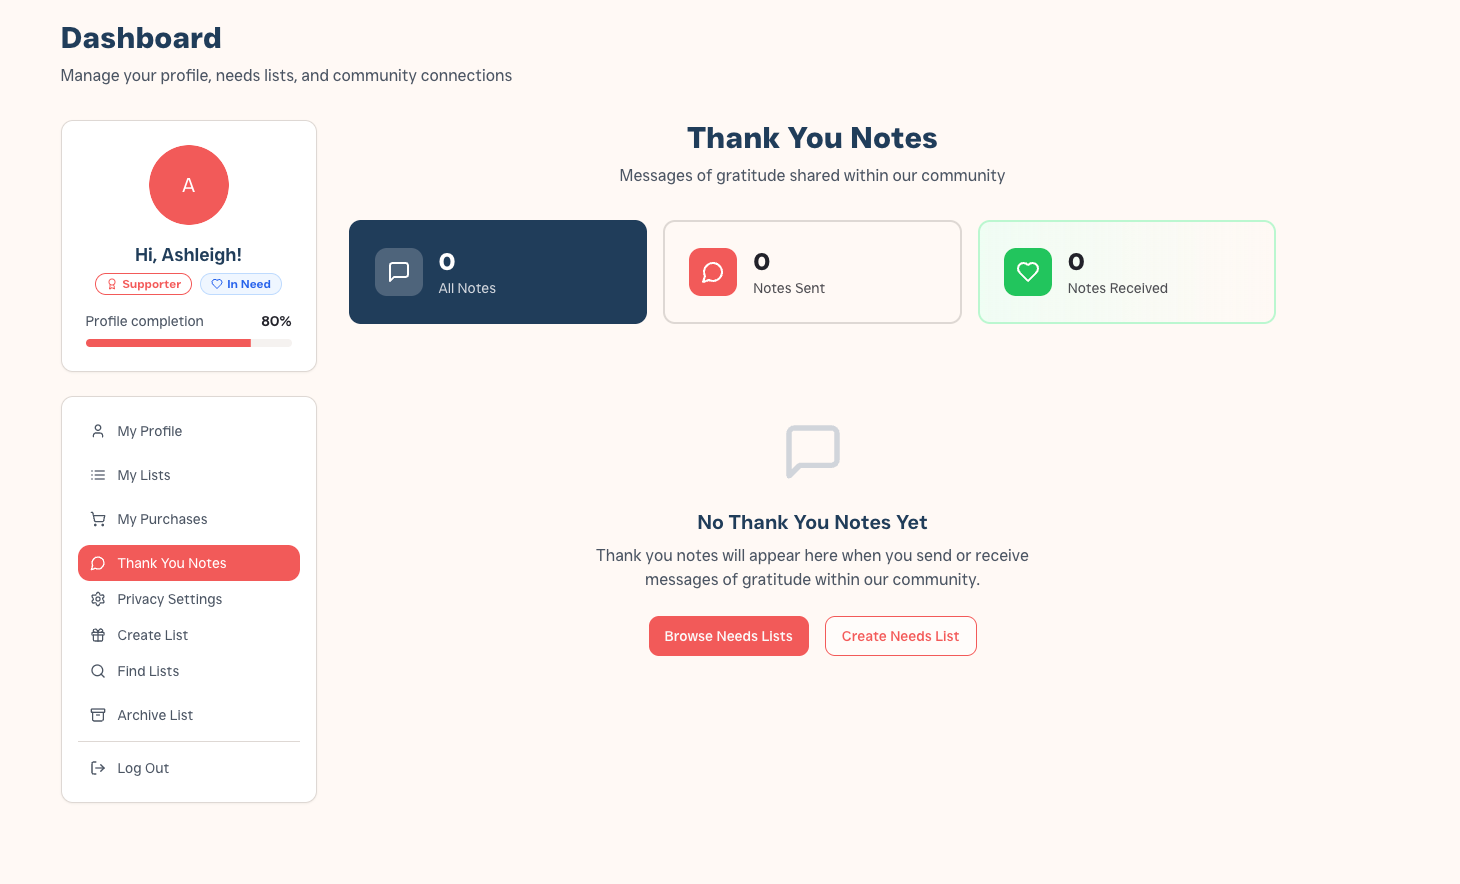 Dashboard
Manage your profile, needs lists, and community connections
A
Hi, Ashleigh!
Supporter
In Need
Profile completion 80%
My Profile
My Lists
My Purchases
Thank You Notes
Privacy Settings
Create List
Find Lists
Archive List
Log Out
Thank You Notes
Messages of gratitude shared within our community
0
All Notes
0
Notes Sent
0
Notes Received
No Thank You Notes Yet
Thank you notes will appear here when you send or receive
messages of gratitude within our community.
Browse Needs Lists
Create Needs List